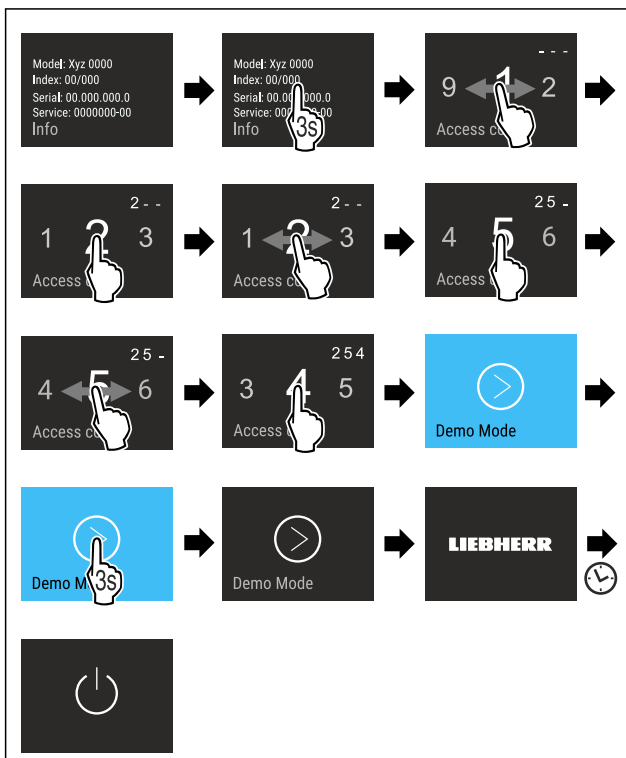 Model: Xyz 0000
Index: 00/000
Serial: 00.000.000.0
Service: 0000000-00
Info
Model: Xyz 0000
Index: 00/000
Serial: 00. 000.0
Service: 000 -00
Info
3s
- - -
9 1 2
Access
2 - -
1 2 3
Access
2 - -
1 2 3
Access
2 5 -
4 5 6
Access
2 5 -
4 5 6
Access
2 5 4
3 4 5
Access
Demo Mode
Demo M
3s
Demo Mode
LIEBHERR